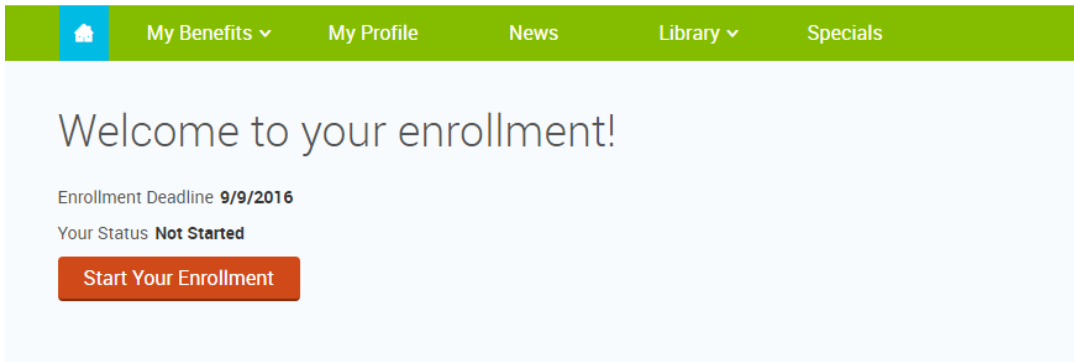 My Benefits My Profile News Library Specials
Welcome to your enrollment!
Enrollment Deadline 9/9/2016
Your Status Not Started
Start Your Enrollment